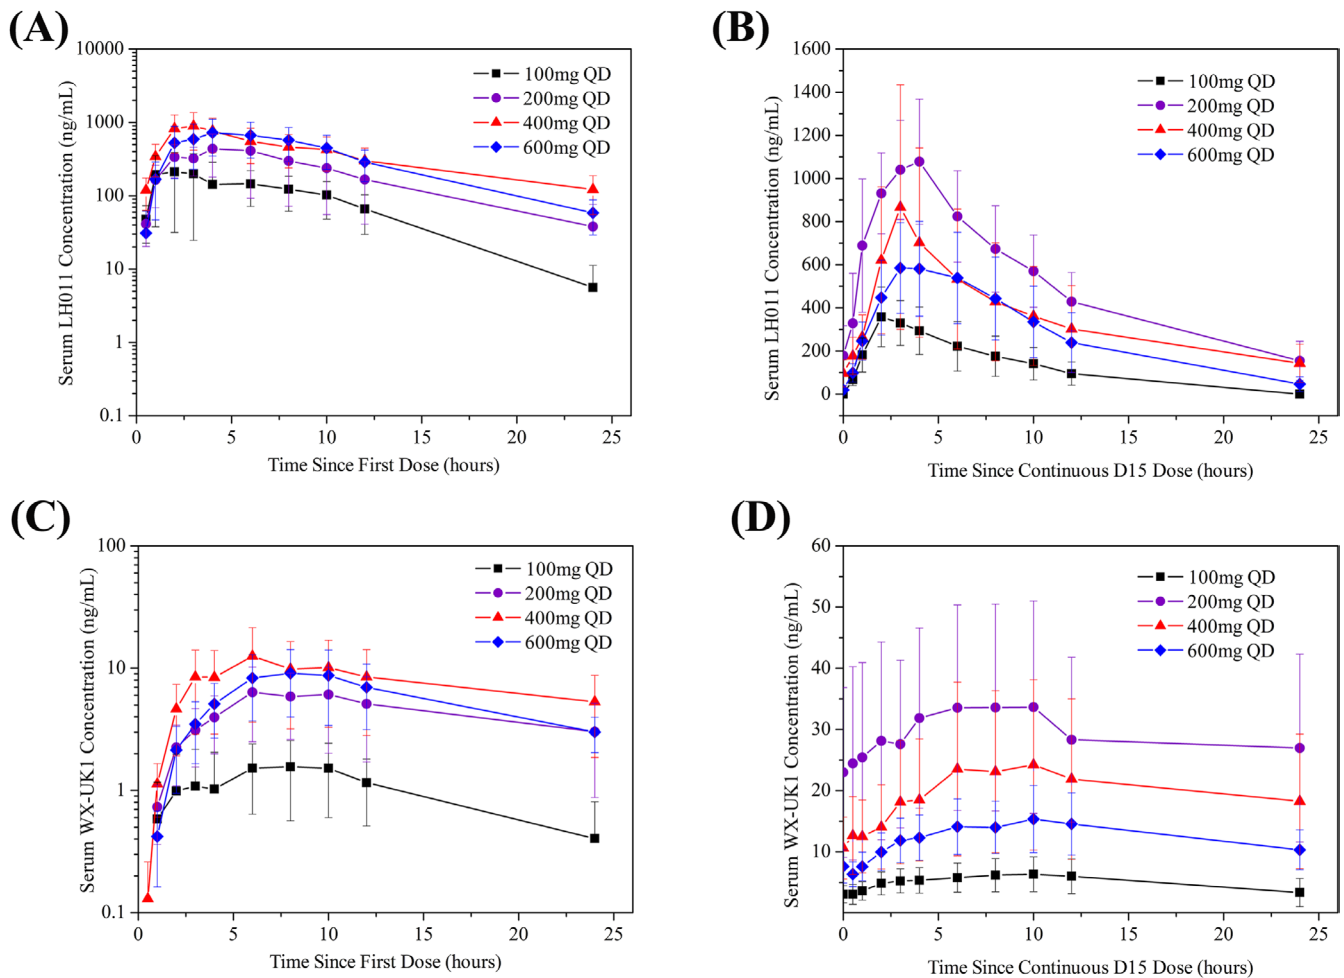 (A)
10000
1000
100
10
1
0.1
Serum LH011 Concentration (ng/mL)
100mg QD
200mg QD
400mg QD
600mg QD
0 5 10 15 20 25
Time Since First Dose (hours)
(B)
1600
1400
1200
1000
800
600
400
200
0
Serum LH011 Concentration (ng/mL)
100mg QD
200mg QD
400mg QD
600mg QD
0 5 10 15 20 25
Time Since Continuous D15 Dose (hours)
(C)
100
10
1
0.1
Serum WX-UK1 Concentration (ng/mL)
100mg QD
200mg QD
400mg QD
600mg QD
0 5 10 15 20 25
Time Since First Dose (hours)
(D)
60
50
40
30
20
10
Serum WX-UK1 Concentration (ng/mL)
100mg QD
200mg QD
400mg QD
600mg QD
0 5 10 15 20 25
Time Since Continuous D15 Dose (hours)